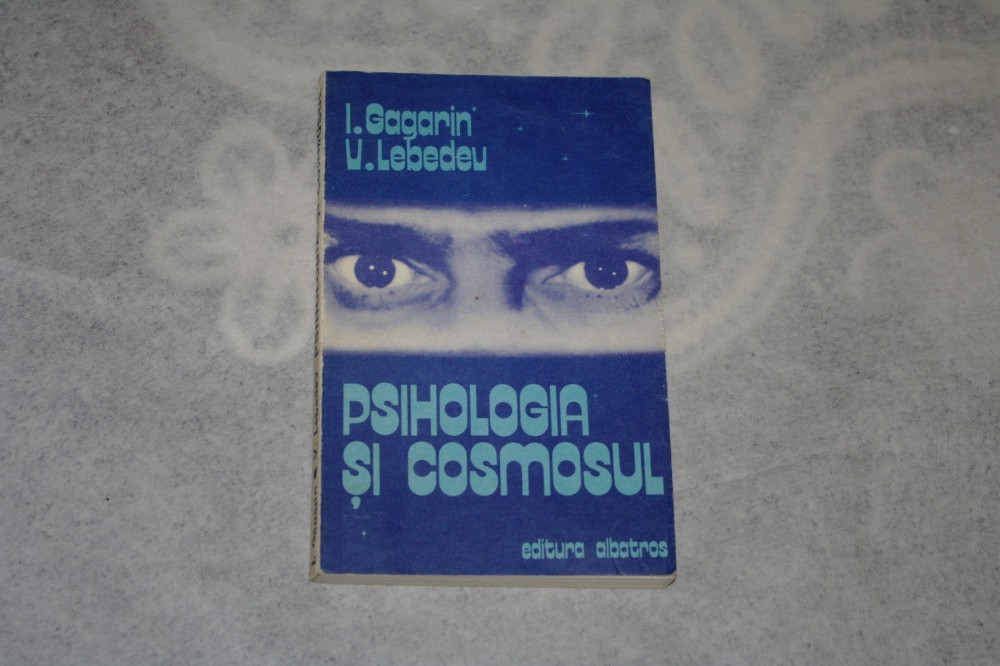 I. Gagarin
V. Lebedev
PSIHOLOGIA
ȘI COSMOSUL
editura albatros